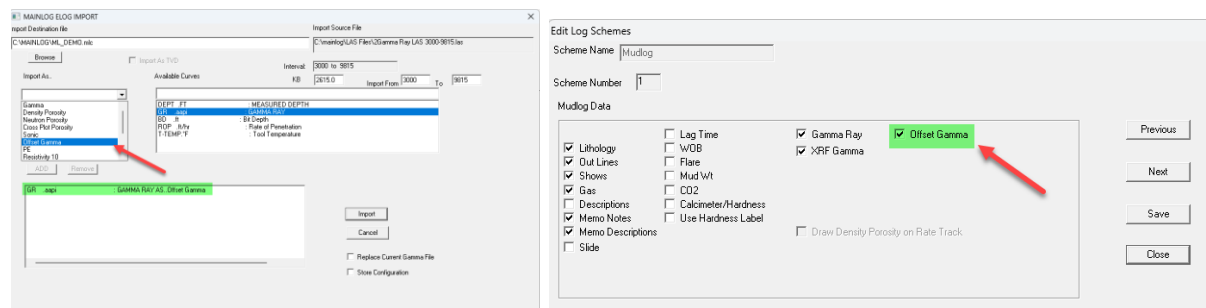 MAINLOG ELOG IMPORT
mport Destination file
Import Source File
C:\MAINLOG\ML_DEMO.mlc
C:\mainlog\LAS Files\2Gamma Ray LAS 3000-9815.las
Browse
Import As TVD
Interval:
3000 to 9815
Import As..
Available Curves
KB
2615.0
Import From
3000
To
9815
Gamma
Density Porosity
Neutron Porosity
Cross Plot Porosity
Sonic
Offset Gamma
PE
Resistivity 10
DEPT .FT : MEASURED DEPTH
GR .aapi : GAMMA RAY
BD .ft : Bit Depth
ROP .ft/hr : Rate of Penetration
T-TEMP.°F : Tool Temperature
ADD
Remove
GR .aapi : GAMMA RAY AS..Offset Gamma
Import
Cancel
Replace Current Gamma File
Store Configuration
Edit Log Schemes
Scheme Name Mudlog
Scheme Number 1
Mudlog Data
Lithology
Out Lines
Shows
Gas
Descriptions
Memo Notes
Memo Descriptions
Slide
Lag Time
WOB
Flare
Mud Wt
CO2
Calcimeter/Hardness
Use Hardness Label
Gamma Ray
XRF Gamma
Offset Gamma
Draw Density Porosity on Rate Track
Previous
Next
Save
Close